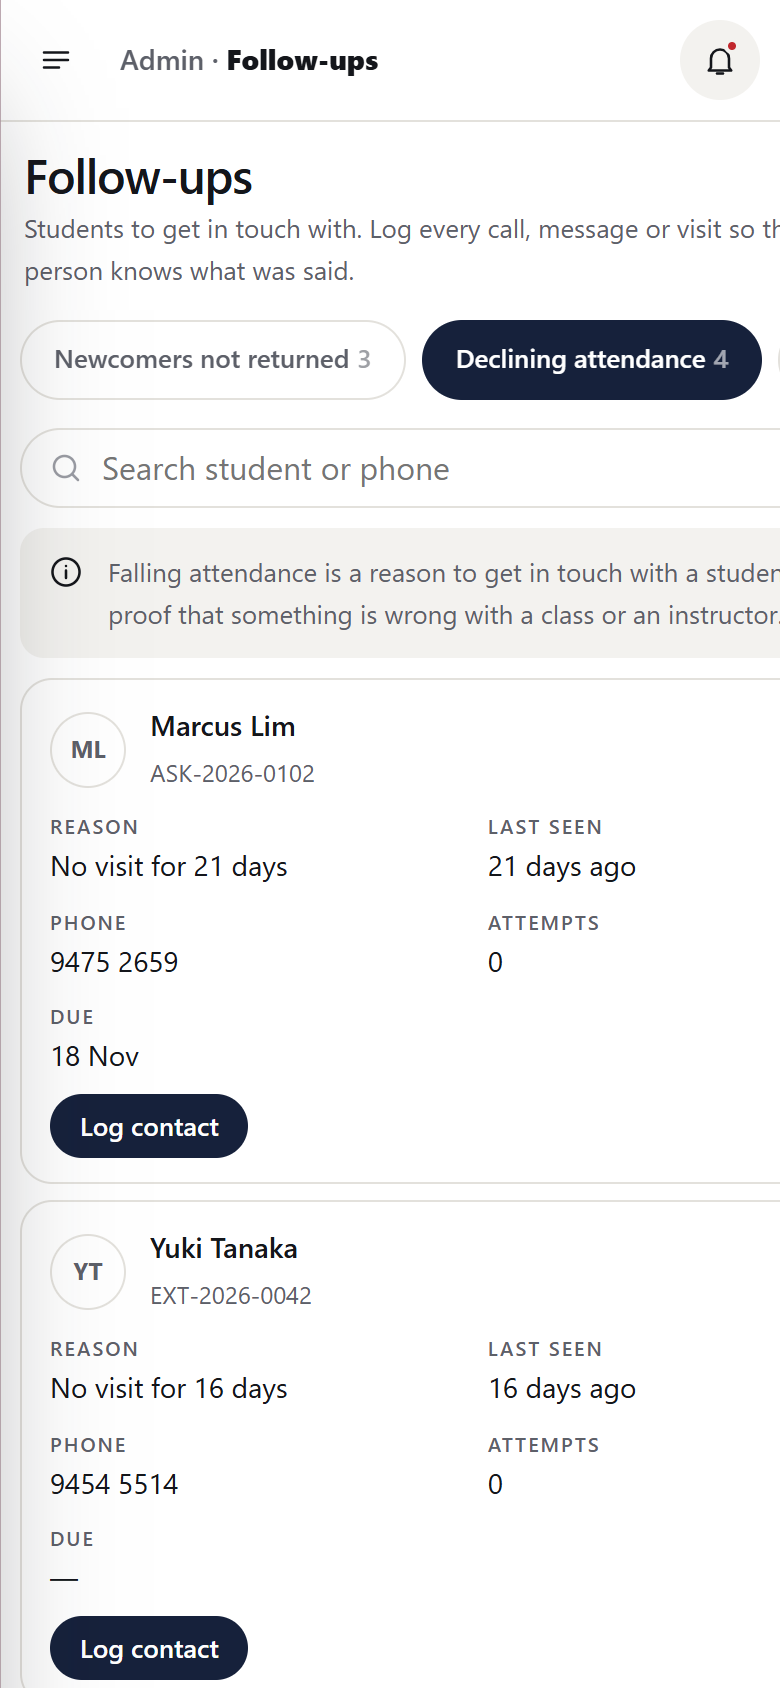 Admin · Follow-ups
Follow-ups
Students to get in touch with. Log every call, message or visit so
person knows what was said.
Newcomers not returned 3
Declining attendance 4
Search student or phone
Falling attendance is a reason to get in touch with a
proof that something is wrong with a class or an instructor.
ML
Marcus Lim
ASK-2026-0102
REASON
LAST SEEN
No visit for 21 days
21 days ago
PHONE
ATTEMPTS
9475 2659
0
DUE
18 Nov
Log contact
YT
Yuki Tanaka
EXT-2026-0042
REASON
LAST SEEN
No visit for 16 days
16 days ago
PHONE
ATTEMPTS
9454 5514
0
DUE
—
Log contact